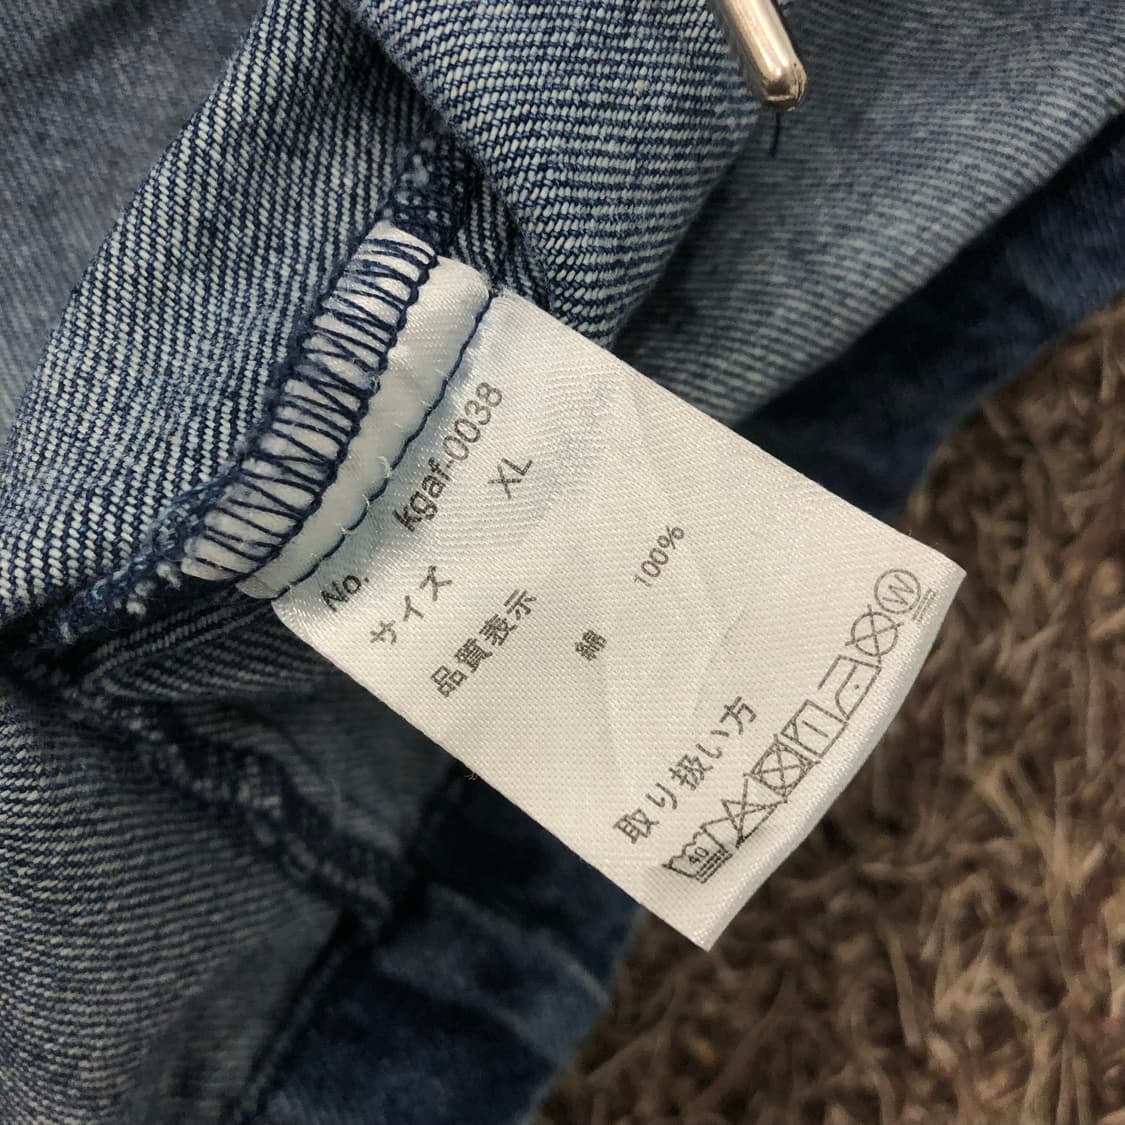 No. kgaf-0038
サイズ XL
品質表示
綿 100%
取り扱い方
40
W